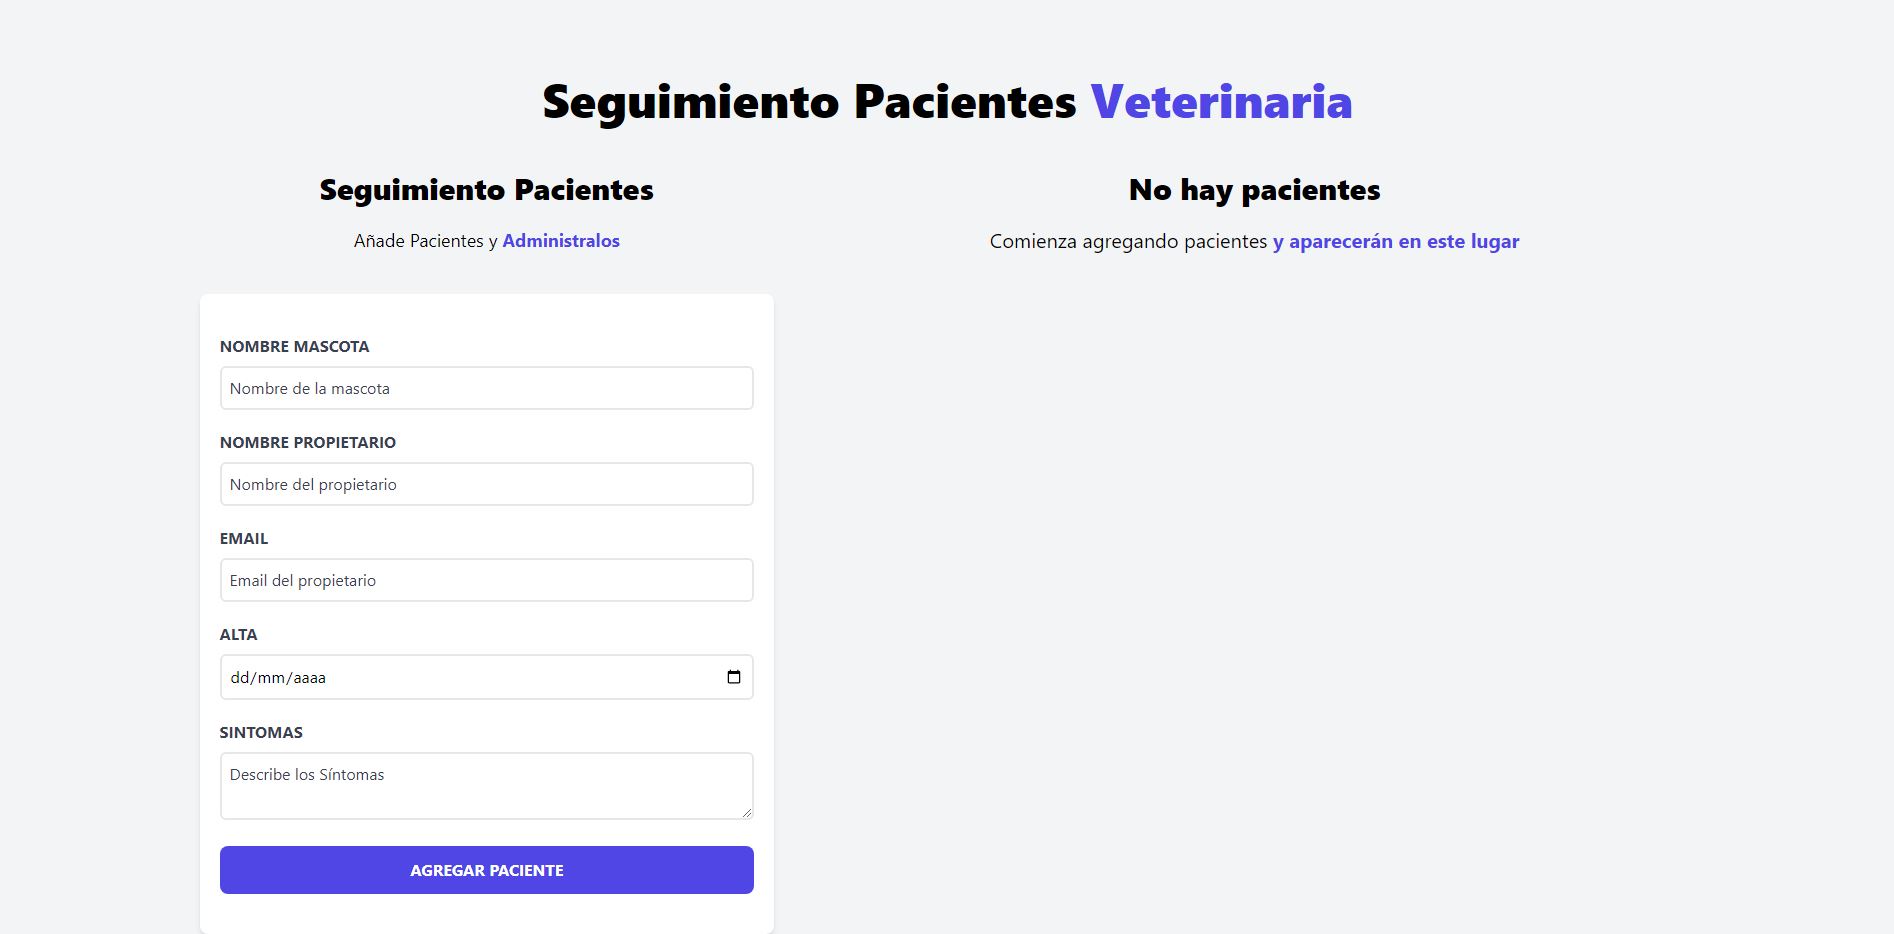 Seguimiento Pacientes Veterinaria
Seguimiento Pacientes
Añade Pacientes y Administralos
NOMBRE MASCOTA
Nombre de la mascota
NOMBRE PROPIETARIO
Nombre del propietario
EMAIL
Email del propietario
ALTA
dd/mm/aaaa
SINTOMAS
Describe los Síntomas
AGREGAR PACIENTE
No hay pacientes
Comienza agregando pacientes y aparecerán en este lugar